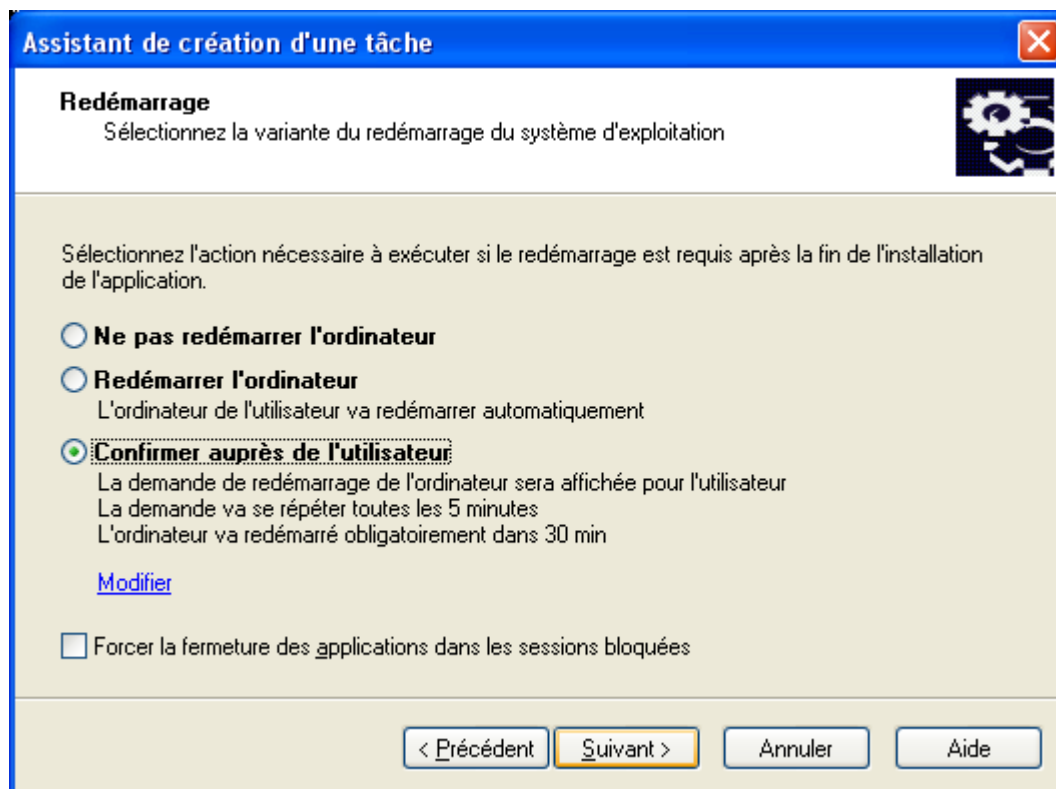 Assistant de création d'une tâche
Redémarrage
Sélectionnez la variante du redémarrage du système d'exploitation
Sélectionnez l'action nécessaire à exécuter si le redémarrage est requis après la fin de l'installation
de l'application.
Ne pas redémarrer l'ordinateur
Redémarrer l'ordinateur
L'ordinateur de l'utilisateur va redémarrer automatiquement
Confirmer auprès de l'utilisateur
La demande de redémarrage de l'ordinateur sera affichée pour l'utilisateur
La demande va se répéter toutes les 5 minutes
L'ordinateur va redémarré obligatoirement dans 30 min
Modifier
Forcer la fermeture des applications dans les sessions bloquées
< Précédent Suivant > Annuler Aide